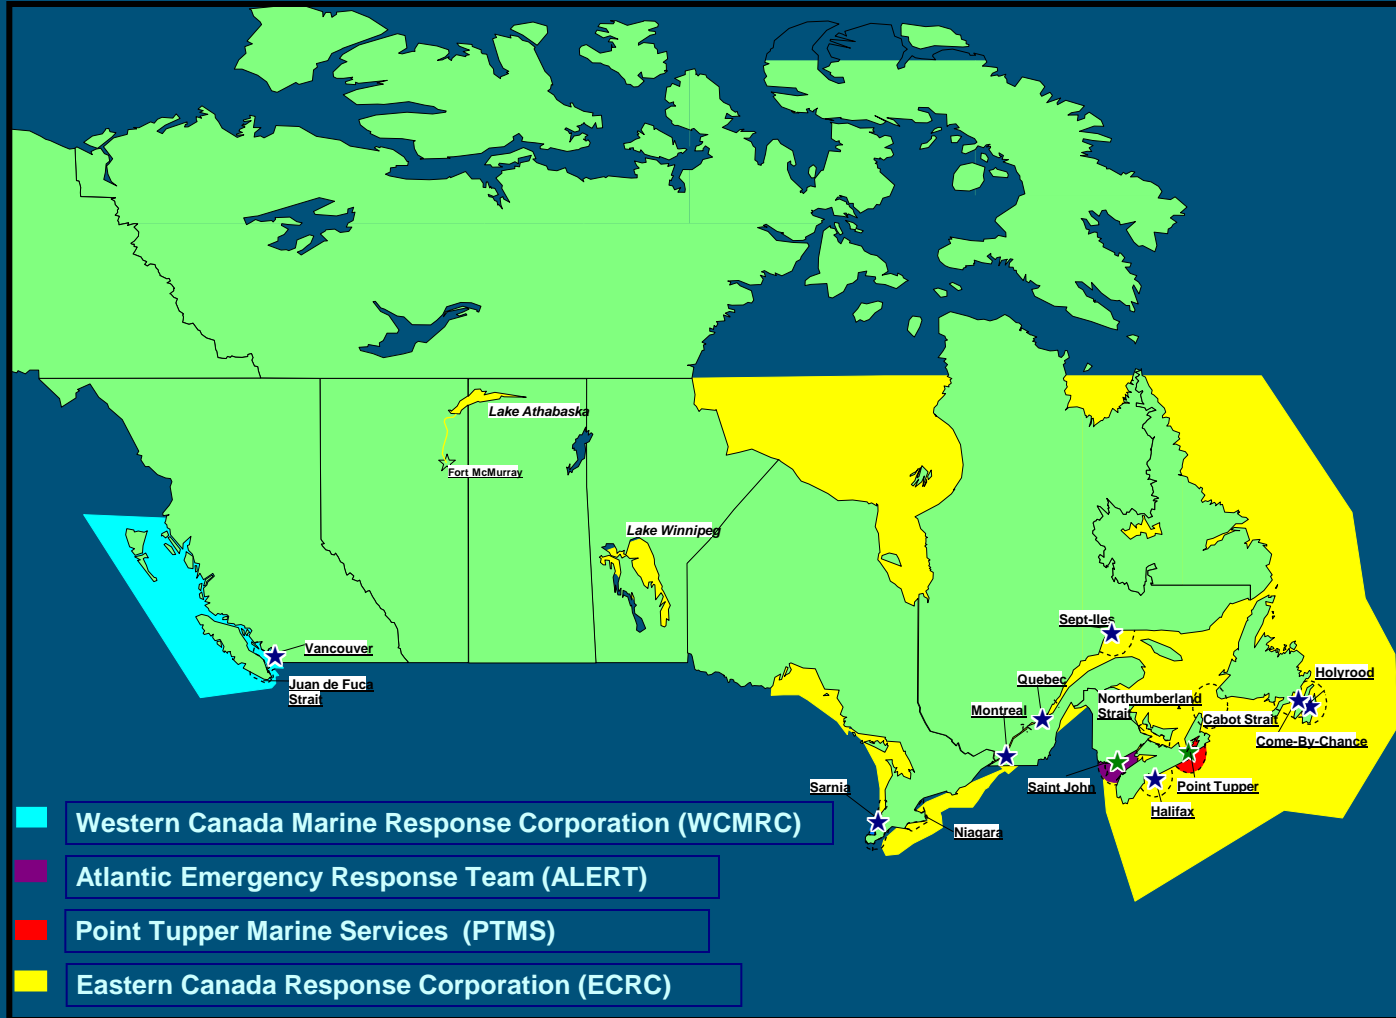 Lake Athabaska
Fort McMurray
Lake Winnipeg
Sept-Iles
Vancouver
Juan de Fuca
Strait
Quebec
Northumberland
Strait
Holyrood
Montreal
Cabot Strait
Come-By-Chance
Sarnia
Saint John
Point Tupper
Halifax
Niagara
Western Canada Marine Response Corporation (WCMRC)
Atlantic Emergency Response Team (ALERT)
Point Tupper Marine Services (PTMS)
Eastern Canada Response Corporation (ECRC)